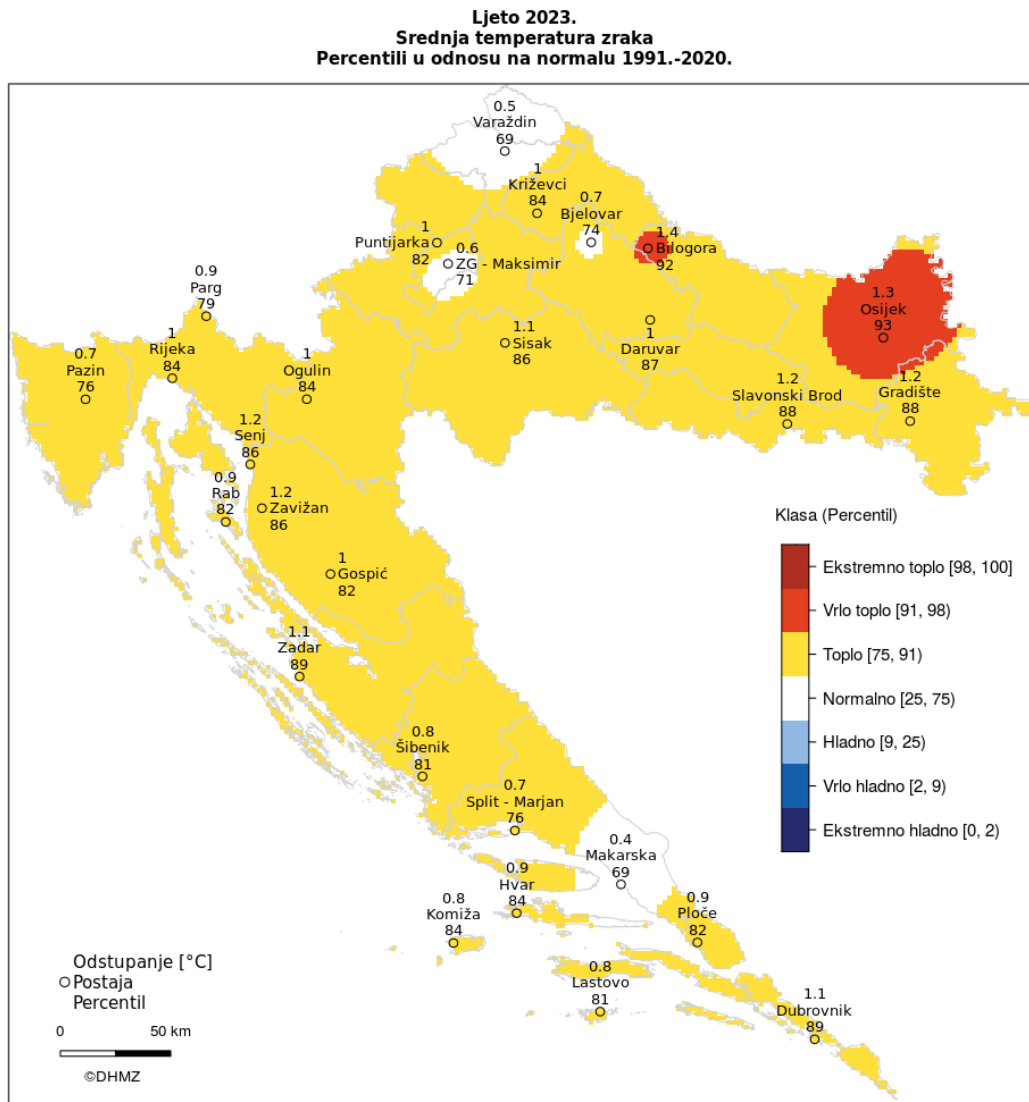 Ljeto 2023.
Srednja temperatura zraka
Percentili u odnosu na normalu 1991.-2020.
0.5
Varaždin
69
1
Križevci
84
0.7
Bjelovar
74
1
Puntijarka
82
0.6
ZG - Maksimir
71
1.4
Bilogora
92
0.9
Parg
79
1.3
Osijek
93
0.7
Pazin
76
1
Rijeka
84
1
Ogulin
84
1.1
Sisak
86
1
Daruvar
87
1.2
Slavonski Brod
88
1.2
Gradište
88
1.2
Senj
86
0.9
Rab
82
1.2
Zavižan
86
1
Gospić
82
1.1
Zadar
89
0.8
Šibenik
81
0.7
Split - Marjan
76
0.4
Makarska
69
0.9
Hvar
84
0.8
Komiža
84
0.9
Ploče
82
0.8
Lastovo
81
1.1
Dubrovnik
89
Klasa (Percentil)
Ekstremno toplo [98, 100]
Vrlo toplo [91, 98)
Toplo [75, 91)
Normalno [25, 75)
Hladno [9, 25)
Vrlo hladno [2, 9)
Ekstremno hladno [0, 2)
Odstupanje [°C]
Postaja
Percentil
0 50 km
©DHMZ